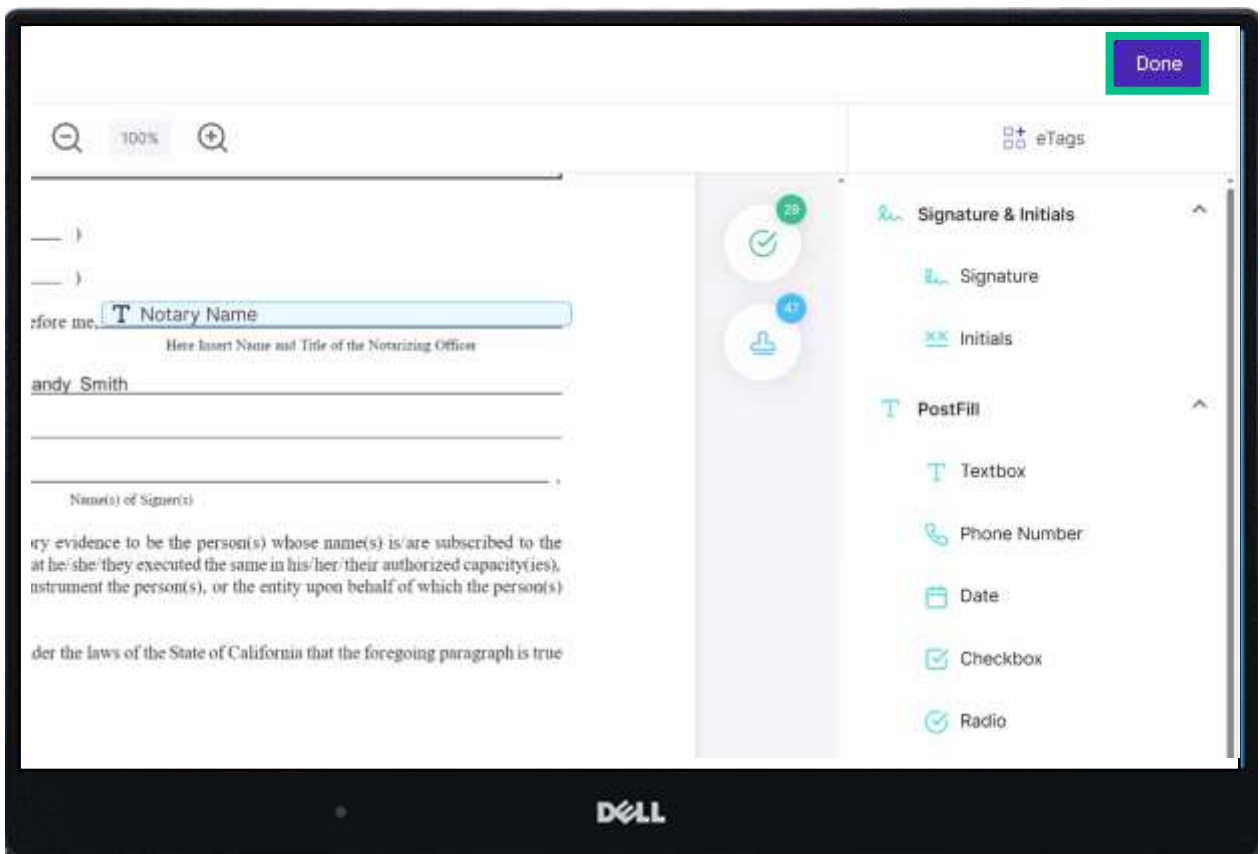 Done
100%
eTags
29
Signature & Initials
___ )
Signature
___ )
47
efore me, T Notary Name
Here Insert Name and Title of the Notarizing Officer
Initials
andy Smith
PostFill
Textbox
,
Name(s) of Signer(s)
Phone Number
ry evidence to be the person(s) whose name(s) is/are subscribed to the
at he/she/they executed the same in his/her/their authorized capacity(ies),
nstrument the person(s), or the entity upon behalf of which the person(s)
Date
der the laws of the State of California that the foregoing paragraph is true
Checkbox
Radio
DELL